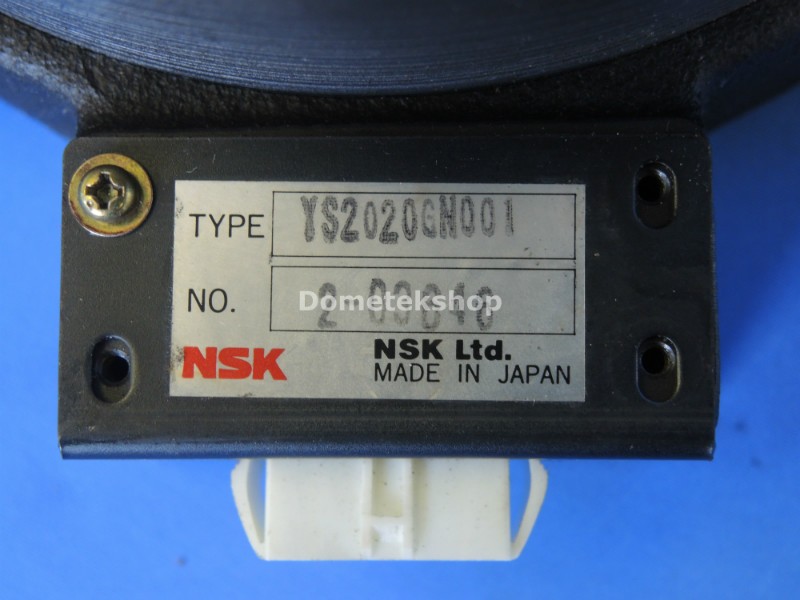 TYPE YS2020GN001
NO.
Dometekshop
NSK
NSK Ltd.
MADE IN JAPAN